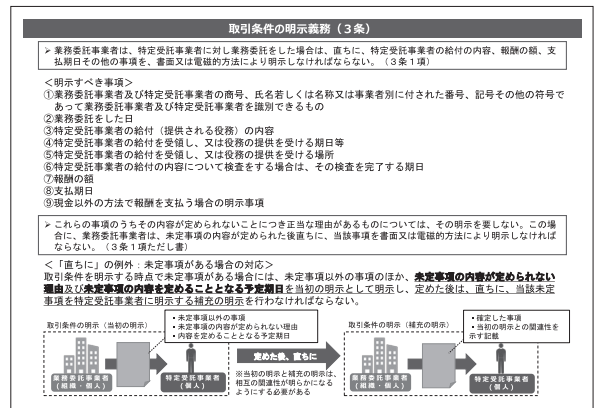 取引条件の明示義務（３条）
➢ 業務委託事業者は、特定受託事業者に対し業務委託をした場合は、直ちに、特定受託事業者の給付の内容、報酬の額、支
払期日その他の事項を、書面又は電磁的方法により明示しなければならない。（３条１項）
＜明示すべき事項＞
①業務委託事業者及び特定受託事業者の商号、氏名若しくは名称又は事業者別に付された番号、記号その他の符号で
あって業務委託事業者及び特定受託事業者を識別できるもの
②業務委託をした日
③特定受託事業者の給付（提供される役務）の内容
④特定受託事業者の給付を受領し、又は役務の提供を受ける期日等
⑤特定受託事業者の給付を受領し、又は役務の提供を受ける場所
⑥特定受託事業者の給付の内容について検査をする場合は、その検査を完了する期日
⑦報酬の額
⑧支払期日
⑨現金以外の方法で報酬を支払う場合の明示事項
➢ これらの事項のうちその内容が定められないことにつき正当な理由があるものについては、その明示を要しない。この場
合に、業務委託事業者は、未定事項の内容が定められた後直ちに、当該事項を書面又は電磁的方法により明示しなければ
ならない。（３条１項ただし書）
＜「直ちに」の例外：未定事項がある場合の対応＞
取引条件を明示する時点で未定事項がある場合には、未定事項以外の事項のほか、未定事項の内容が定められない
理由及び未定事項の内容を定めることとなる予定期日を当初の明示として明示し、定めた後は、直ちに、当該未定
事項を特定受託事業者に明示する補充の明示を行わなければならない。
取引条件の明示（当初の明示）
・未定事項以外の事項
・未定事項の内容が定められない理由
・内容を定めることとなる予定期日
業務委託事業者
（組織・個人）
特定受託事業者
（個人）
定めた後、直ちに
※当初の明示と補充の明示は、
相互の関連性が明らかになる
ようにする必要がある
取引条件の明示（補充の明示）
・確定した事項
・当初の明示との関連性を
示す記載
業務委託事業者
（組織・個人）
特定受託事業者
（個人）